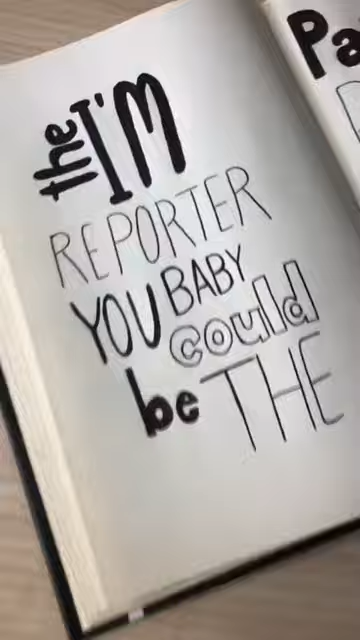 the I'M
REPORTER
YOU BABY
could
be THE
Pa